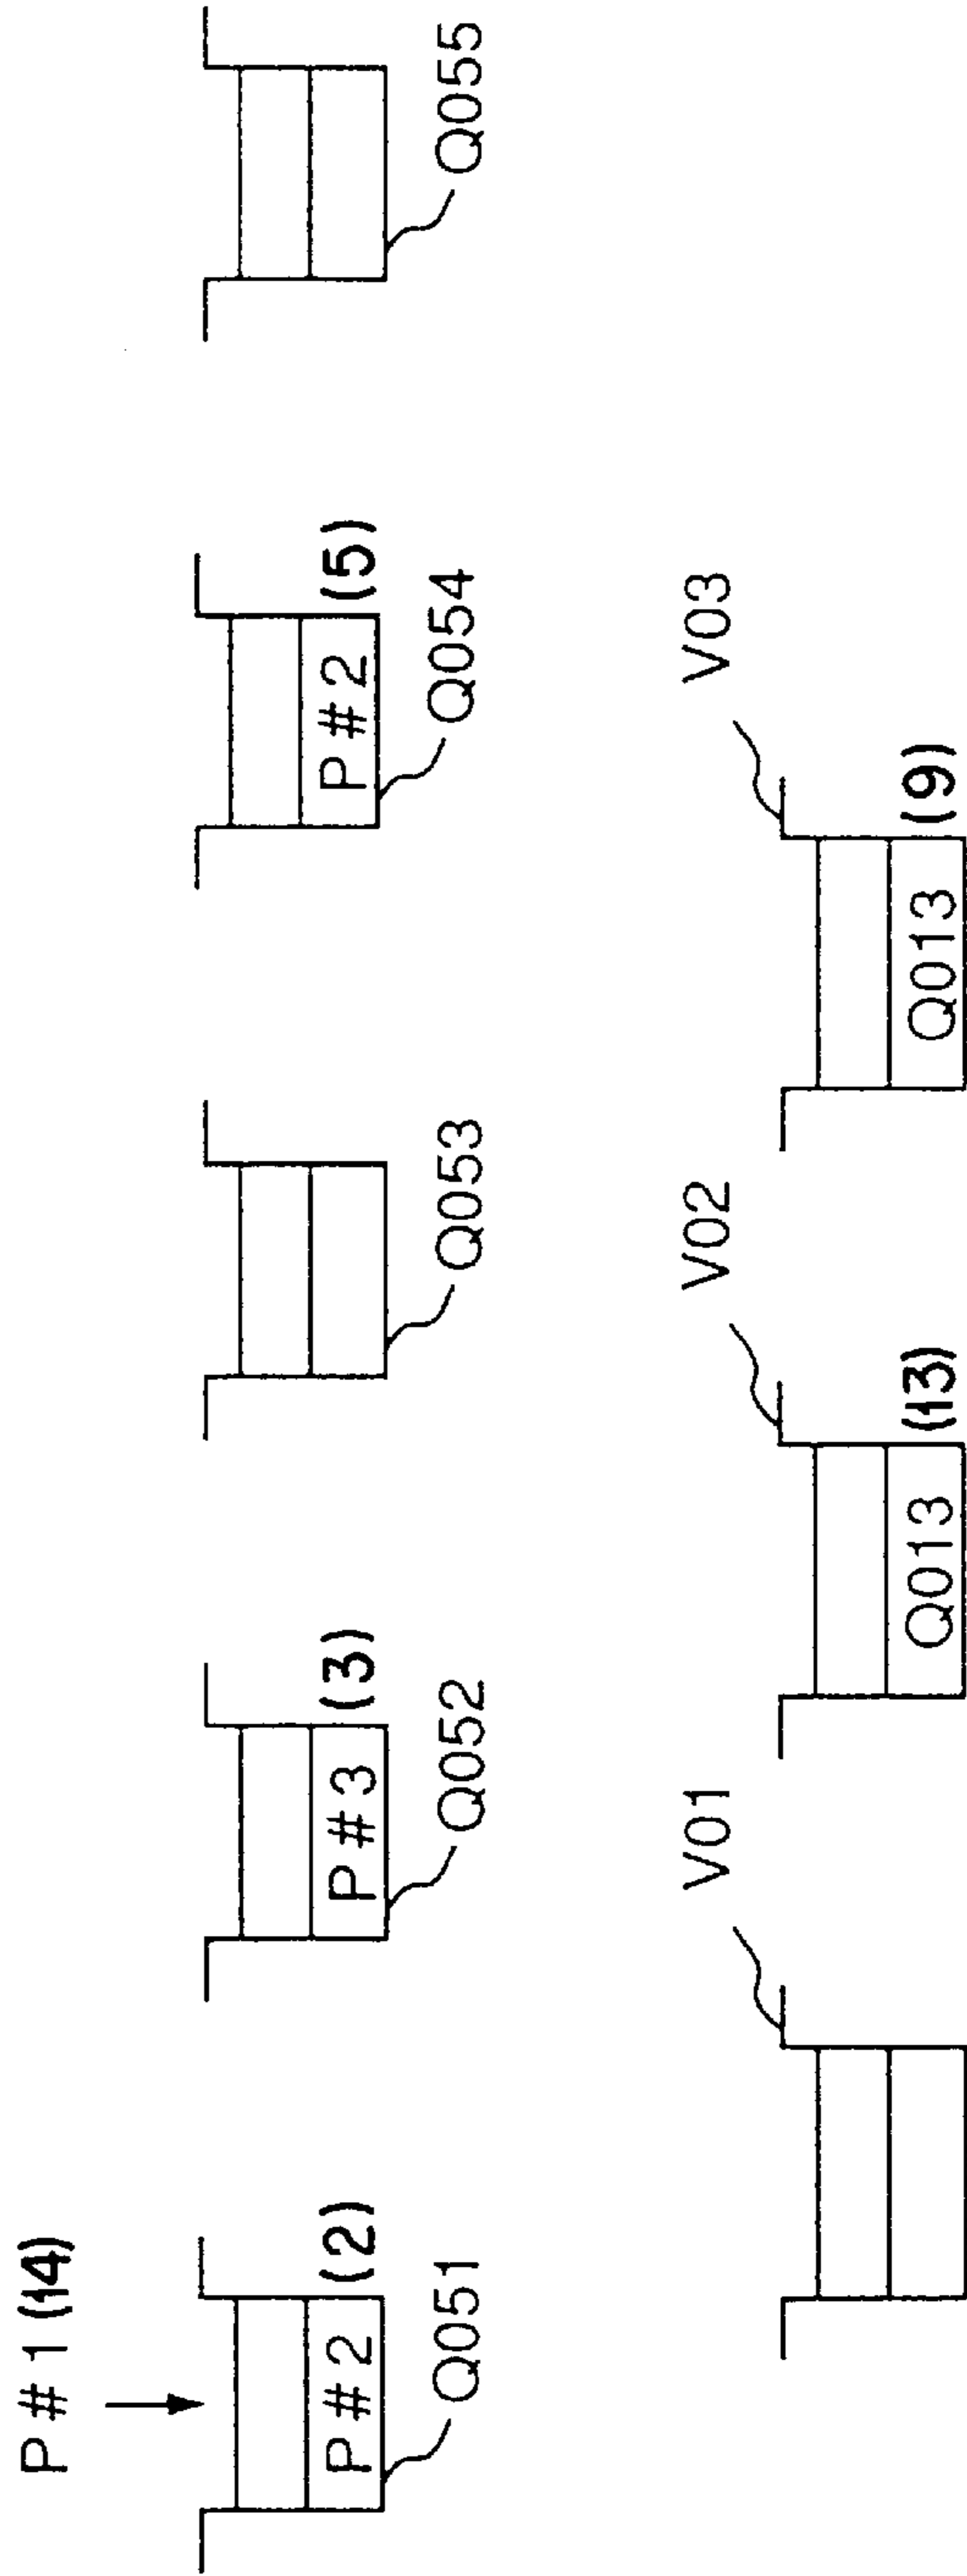 P#1(14)
P#2 (2)
P#3 (3)
P#2 (5)
Q051
Q052
Q053
Q054
Q055
V01
V02
V03
Q013 (13)
Q013 (9)